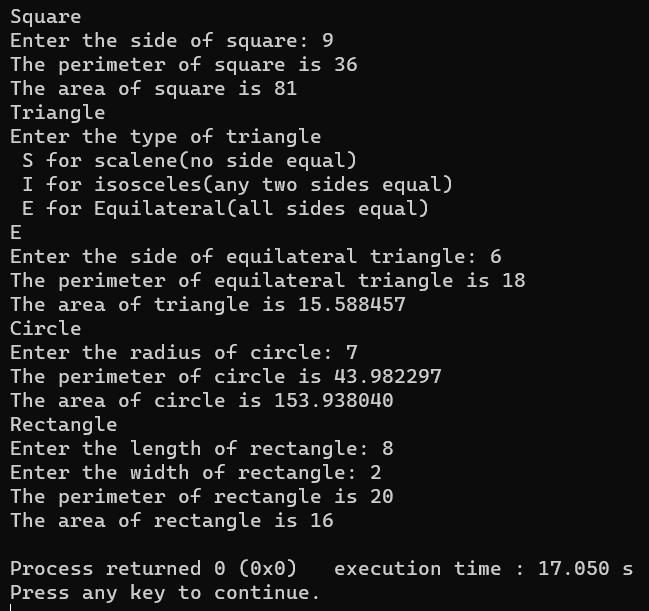 Square
Enter the side of square: 9
The perimeter of square is 36
The area of square is 81
Triangle
Enter the type of triangle
 S for scalene(no side equal)
 I for isosceles(any two sides equal)
 E for Equilateral(all sides equal)
E
Enter the side of equilateral triangle: 6
The perimeter of equilateral triangle is 18
The area of triangle is 15.588457
Circle
Enter the radius of circle: 7
The perimeter of circle is 43.982297
The area of circle is 153.938040
Rectangle
Enter the length of rectangle: 8
Enter the width of rectangle: 2
The perimeter of rectangle is 20
The area of rectangle is 16

Process returned 0 (0x0)   execution time : 17.050 s
Press any key to continue.